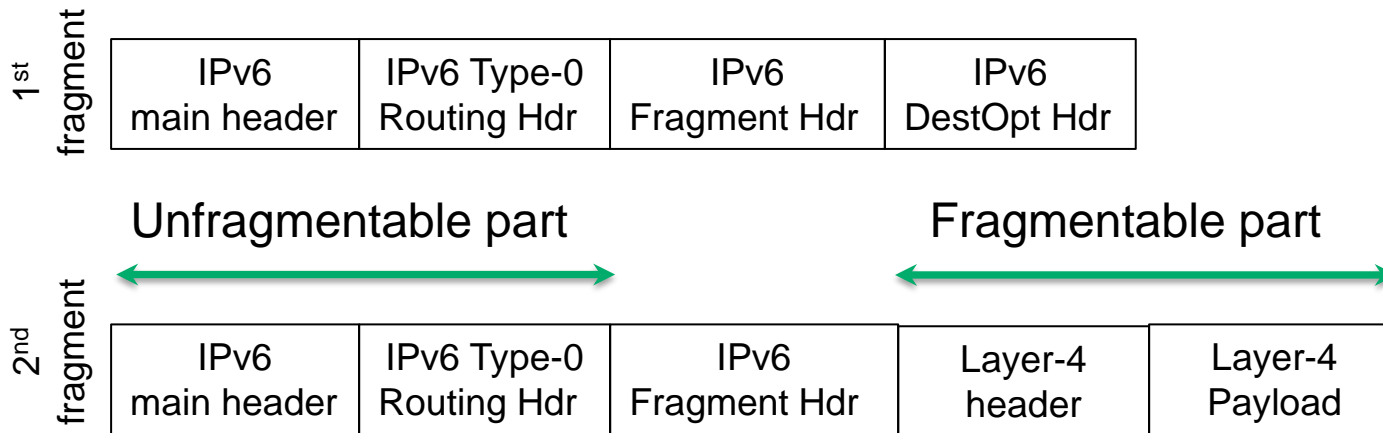 1st
fragment
IPv6
main header
IPv6 Type-0
Routing Hdr
IPv6
Fragment Hdr
IPv6
DestOpt Hdr
Unfragmentable part
Fragmentable part
2nd
fragment
IPv6
main header
IPv6 Type-0
Routing Hdr
IPv6
Fragment Hdr
Layer-4
header
Layer-4
Payload